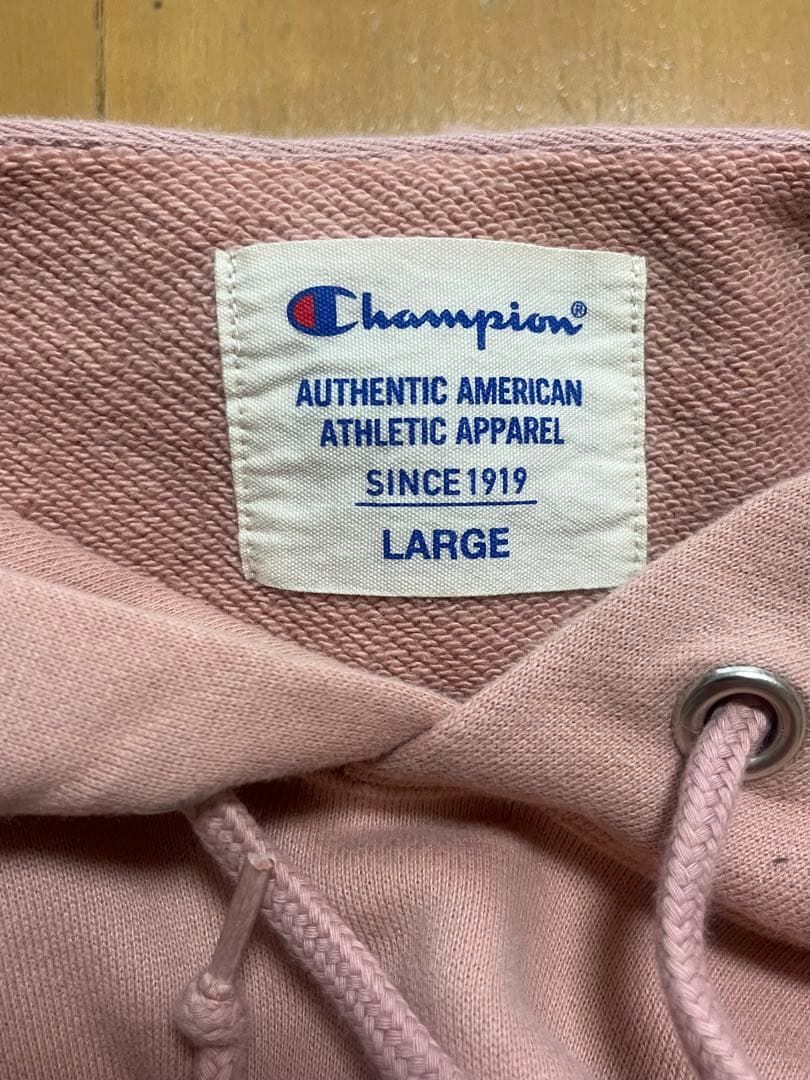 Champion®
AUTHENTIC AMERICAN
ATHLETIC APPAREL
SINCE 1919
LARGE